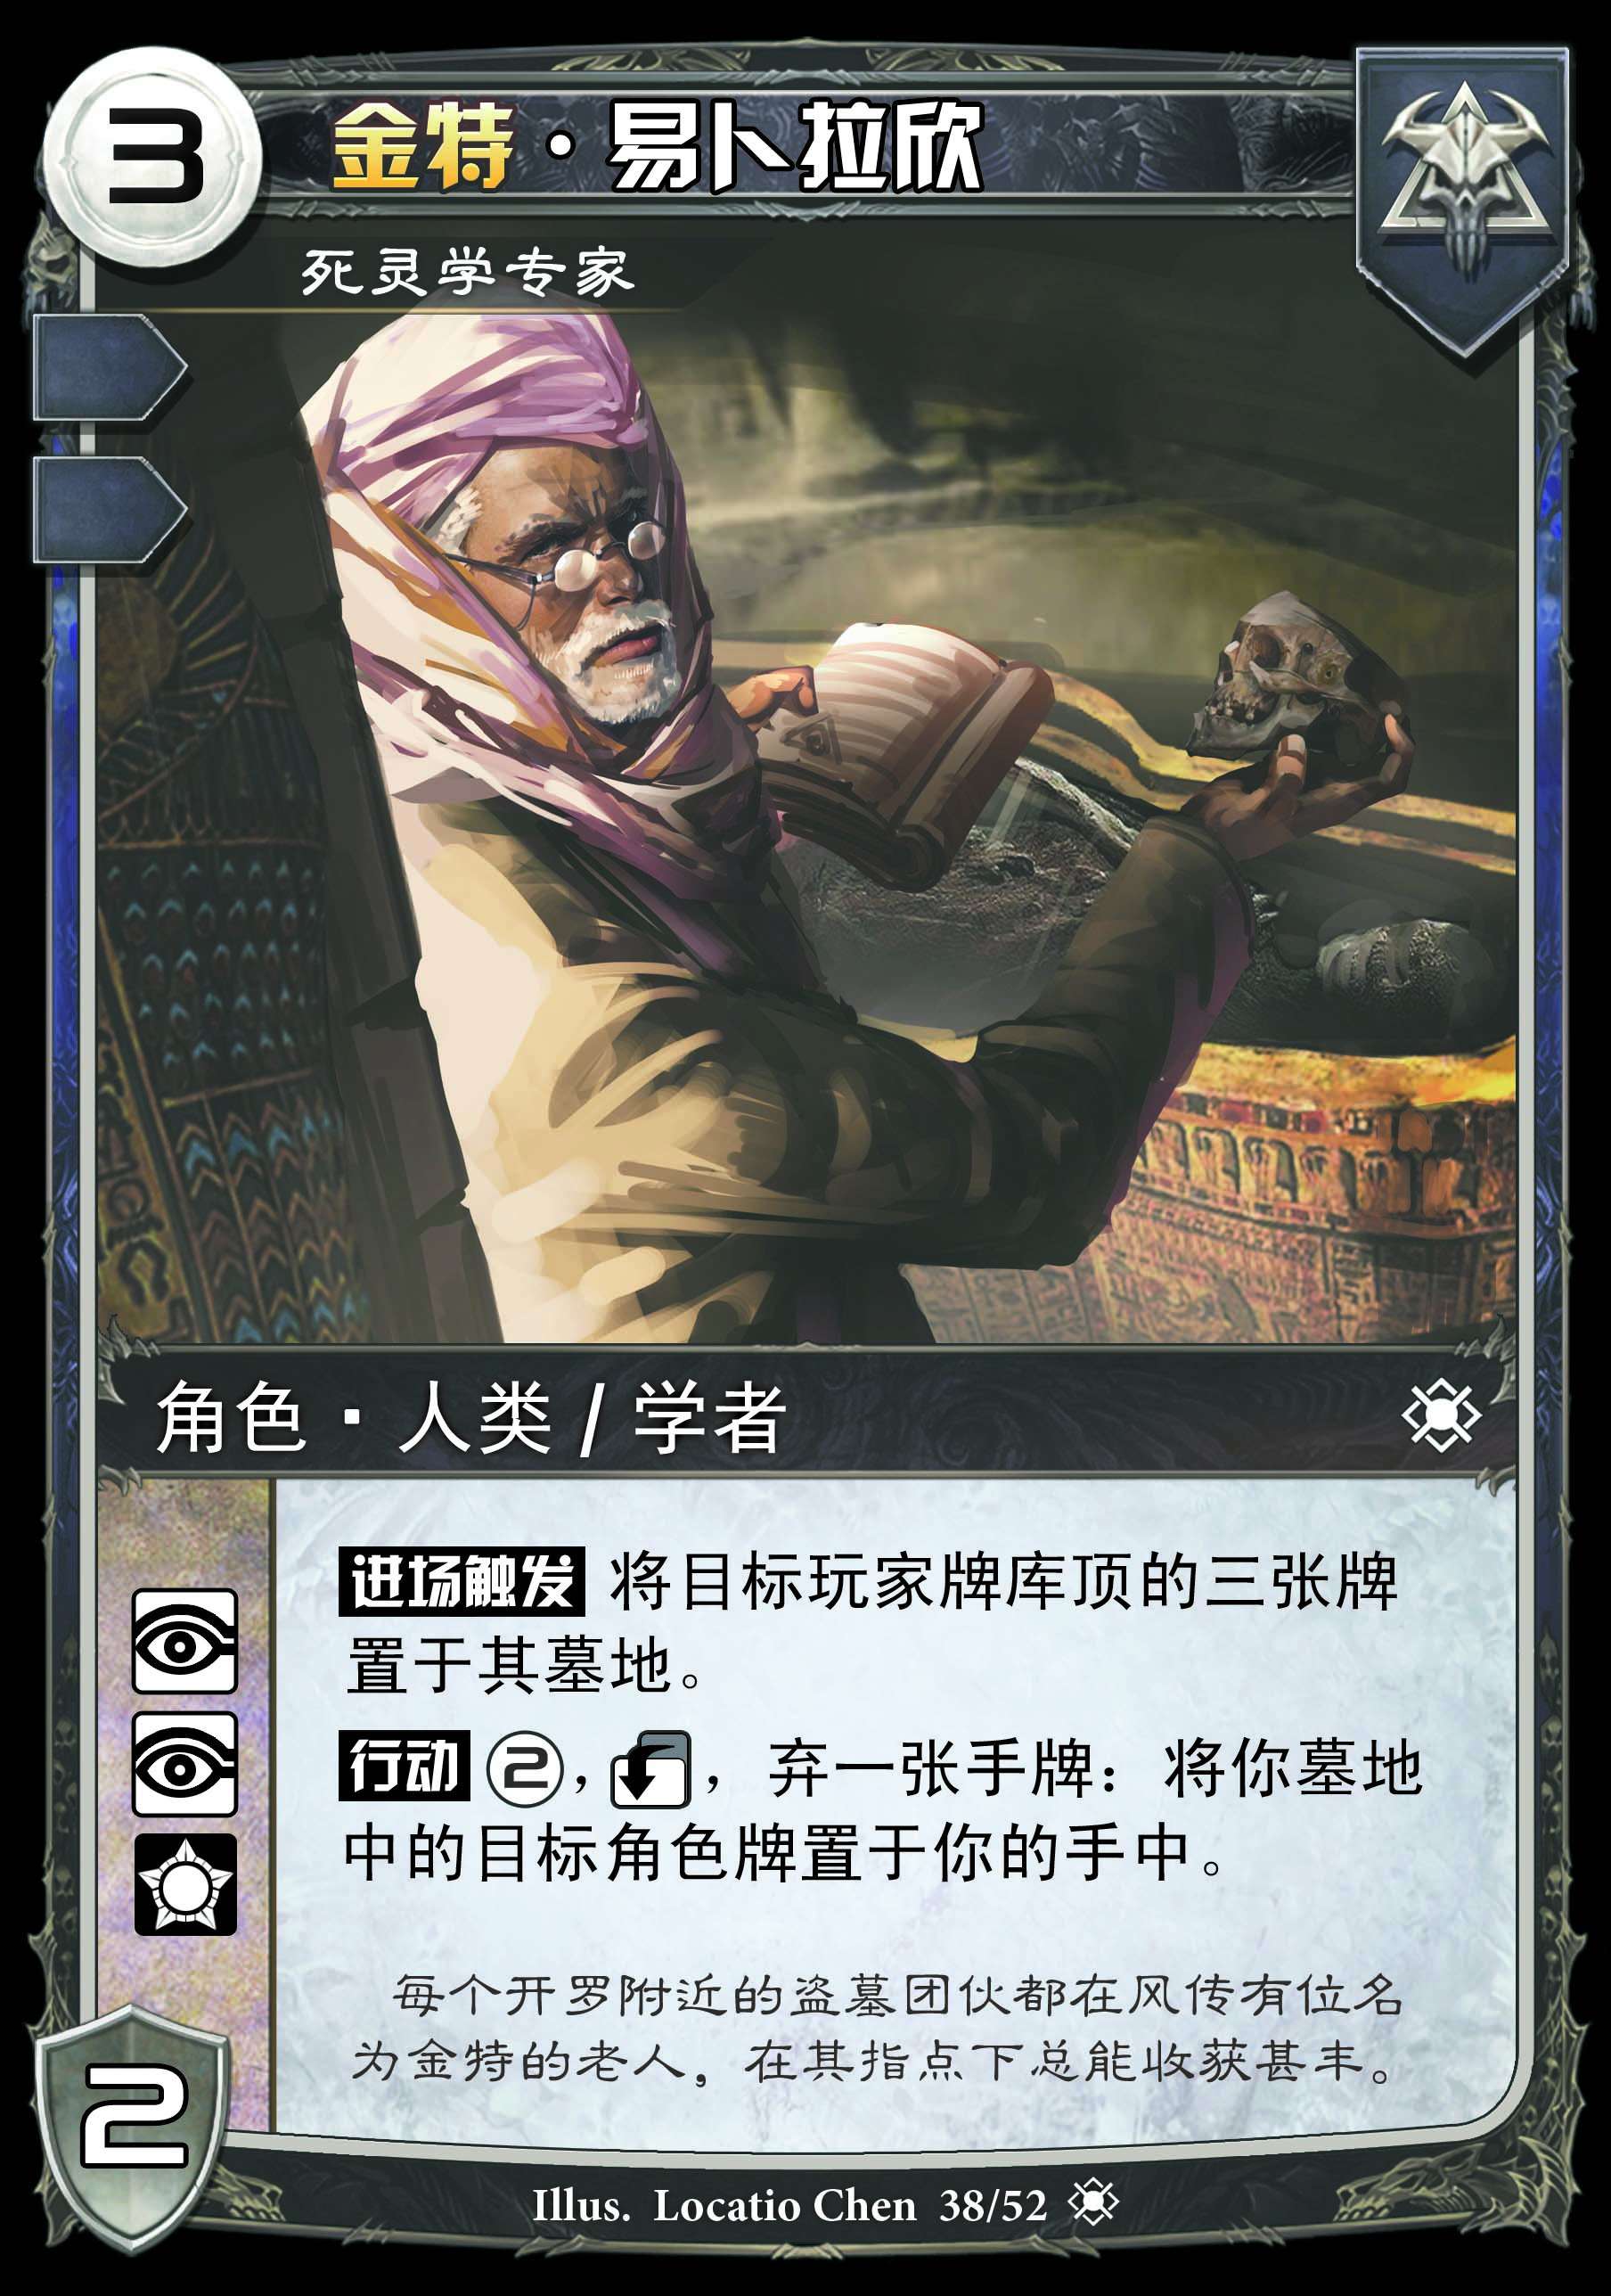 3
金特·易卜拉欣
死灵学专家
角色·人类/学者
进场触发 将目标玩家牌库顶的三张牌
置于其墓地。
行动 2, , 弃一张手牌：将你墓地
中的目标角色牌置于你的手中。
每个开罗附近的盗墓团伙都在风传有位名
为金特的老人，在其指点下总能收获甚丰。
2
Illus. Locatio Chen 38/52